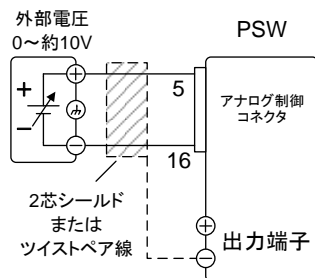 外部電圧
0～約10V
PSW
+
−
5
16
アナログ制御
コネクタ
2芯シールド
または
ツイストペア線
出力端子